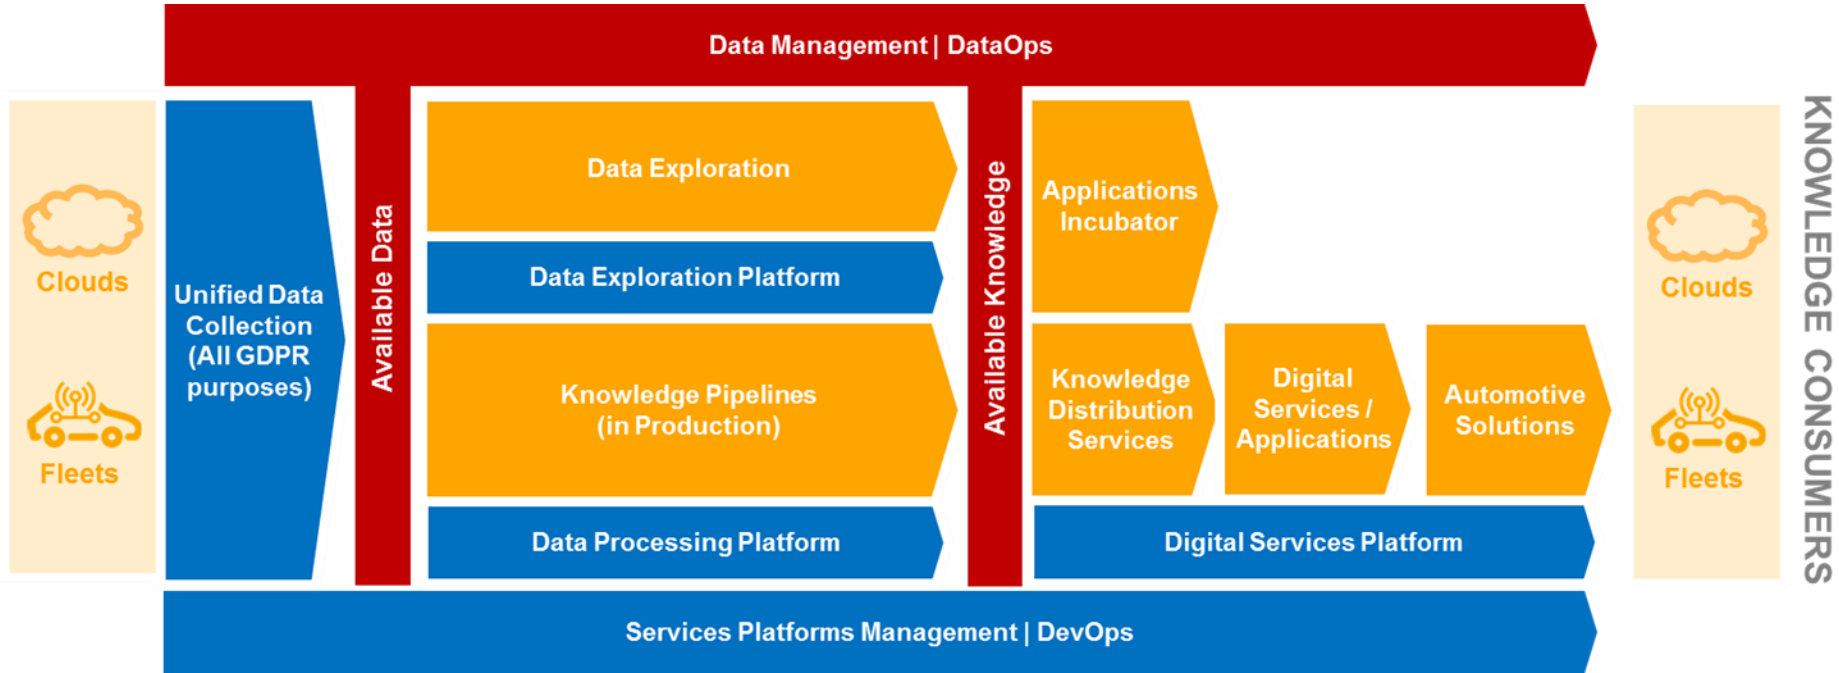 Data Management | DataOps
Clouds
Fleets
Unified Data
Collection
(All GDPR
purposes)
Available Data
Data Exploration
Data Exploration Platform
Knowledge Pipelines
(in Production)
Data Processing Platform
Available Knowledge
Applications
Incubator
Knowledge
Distribution
Services
Digital
Services /
Applications
Automotive
Solutions
Digital Services Platform
Clouds
Fleets
KNOWLEDGE CONSUMERS
Services Platforms Management | DevOps